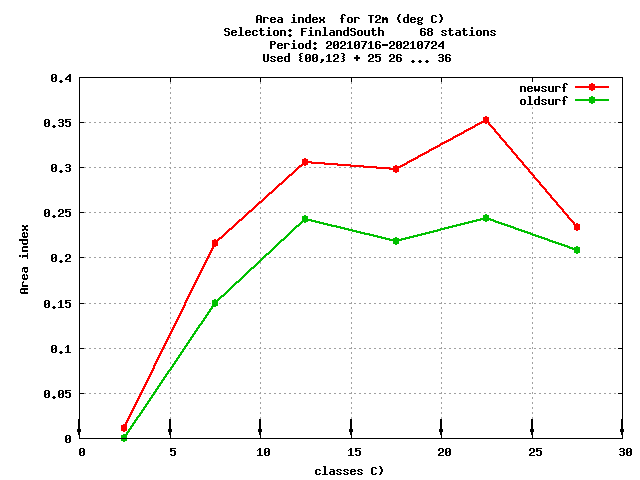 Area index  for T2m (deg C)
Selection: FinlandSouth     68 stations
Period: 20210716-20210724
Used {00,12} + 25 26 ... 36
newsurf
oldsurf
0.4
0.35
0.3
0.25
0.2
0.15
0.1
0.05
0
Area index
0 5 10 15 20 25 30
classes C)